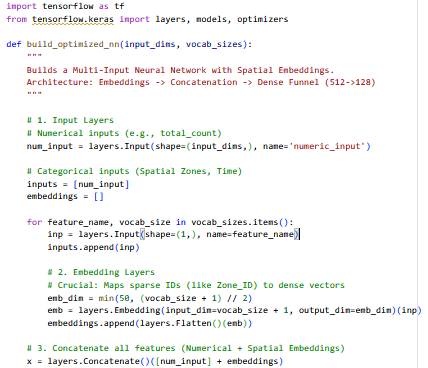 import tensorflow as tf
from tensorflow.keras import layers, models, optimizers
def build_optimized_nn(input_dims, vocab_sizes):
"""
Builds a Multi-Input Neural Network with Spatial Embeddings.
Architecture: Embeddings -> Concatenation -> Dense Funnel (512->128)
"""
# 1. Input Layers
# Numerical inputs (e.g., total_count)
num_input = layers.Input(shape=(input_dims,), name='numeric_input')
# Categorical inputs (Spatial Zones, Time)
inputs = [num_input]
embeddings = []
for feature_name, vocab_size in vocab_sizes.items():
inp = layers.Input(shape=(1,), name=feature_name)
inputs.append(inp)
# 2. Embedding Layers
# Crucial: Maps sparse IDs (like Zone_ID) to dense vectors
emb_dim = min(50, (vocab_size + 1) // 2)
emb = layers.Embedding(input_dim=vocab_size + 1, output_dim=emb_dim)(inp)
embeddings.append(layers.Flatten()(emb))
# 3. Concatenate all features (Numerical + Spatial Embeddings)
x = layers.Concatenate()([num_input] + embeddings)